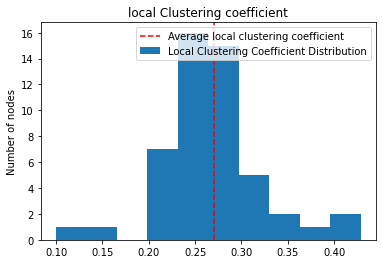 local Clustering coefficient
Average local clustering coefficient
Local Clustering Coefficient Distribution
Number of nodes
16
14
12
10
8
6
4
2
0
0.10 0.15 0.20 0.25 0.30 0.35 0.40